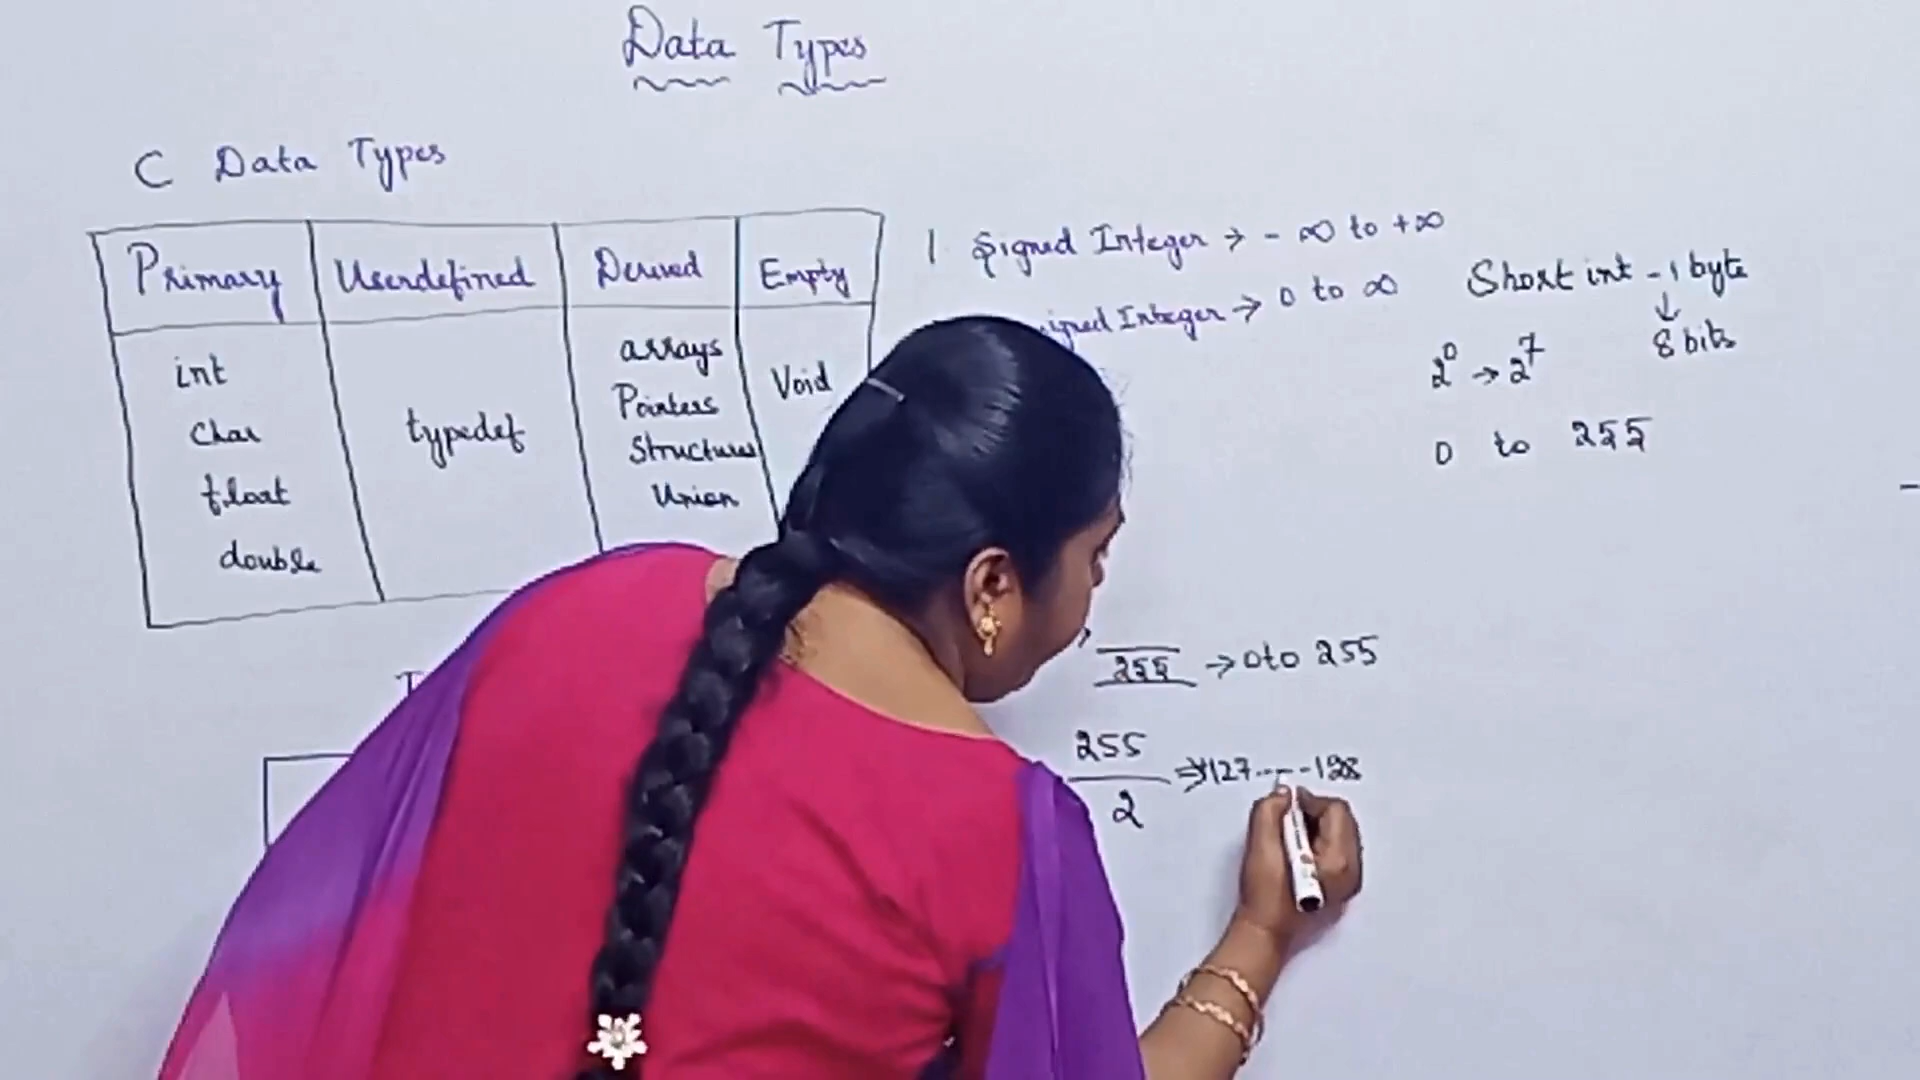 Data Types
C Data Types
Primary Userdefined Derived Empty
int
Char
float
double
typedef
arrays
Pointers
Structures
Union
Void
1 Signed Integer → - ∞ to +∞
signed Integer → 0 to ∞
Short int - 1 byte
↓
8 bits
2⁰ → 2⁷
0 to 255
255 → 0 to 255
255
2
127 --- -128